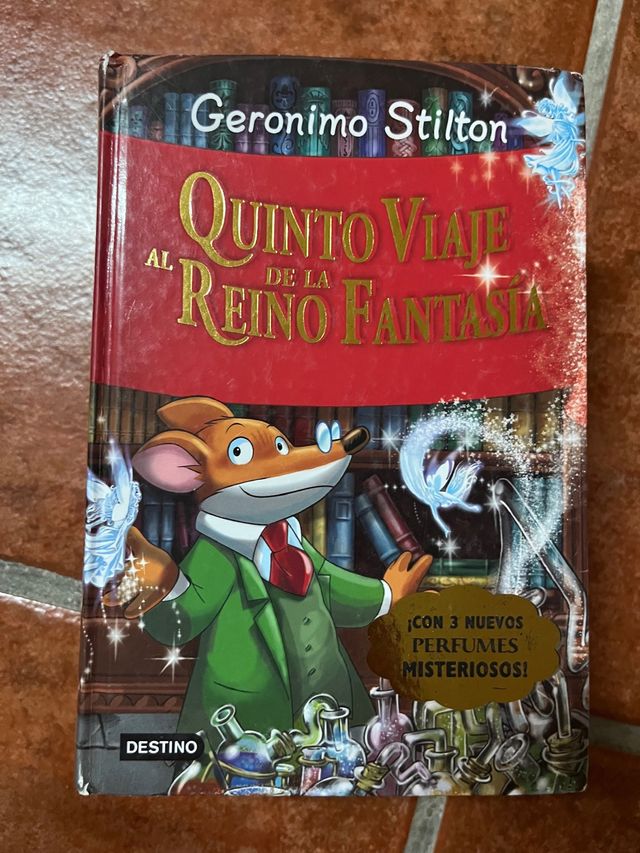 Geronimo Stilton
QUINTO VIAJE
AL REINO DE LA FANTASÍA
¡CON 3 NUEVOS
PERFUMES
MISTERIOSOS!
DESTINO